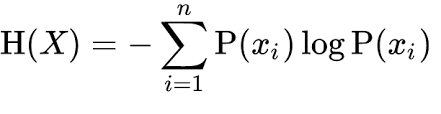 H(X) = − ∑_{i=1}^{n} P(x_i) log P(x_i)